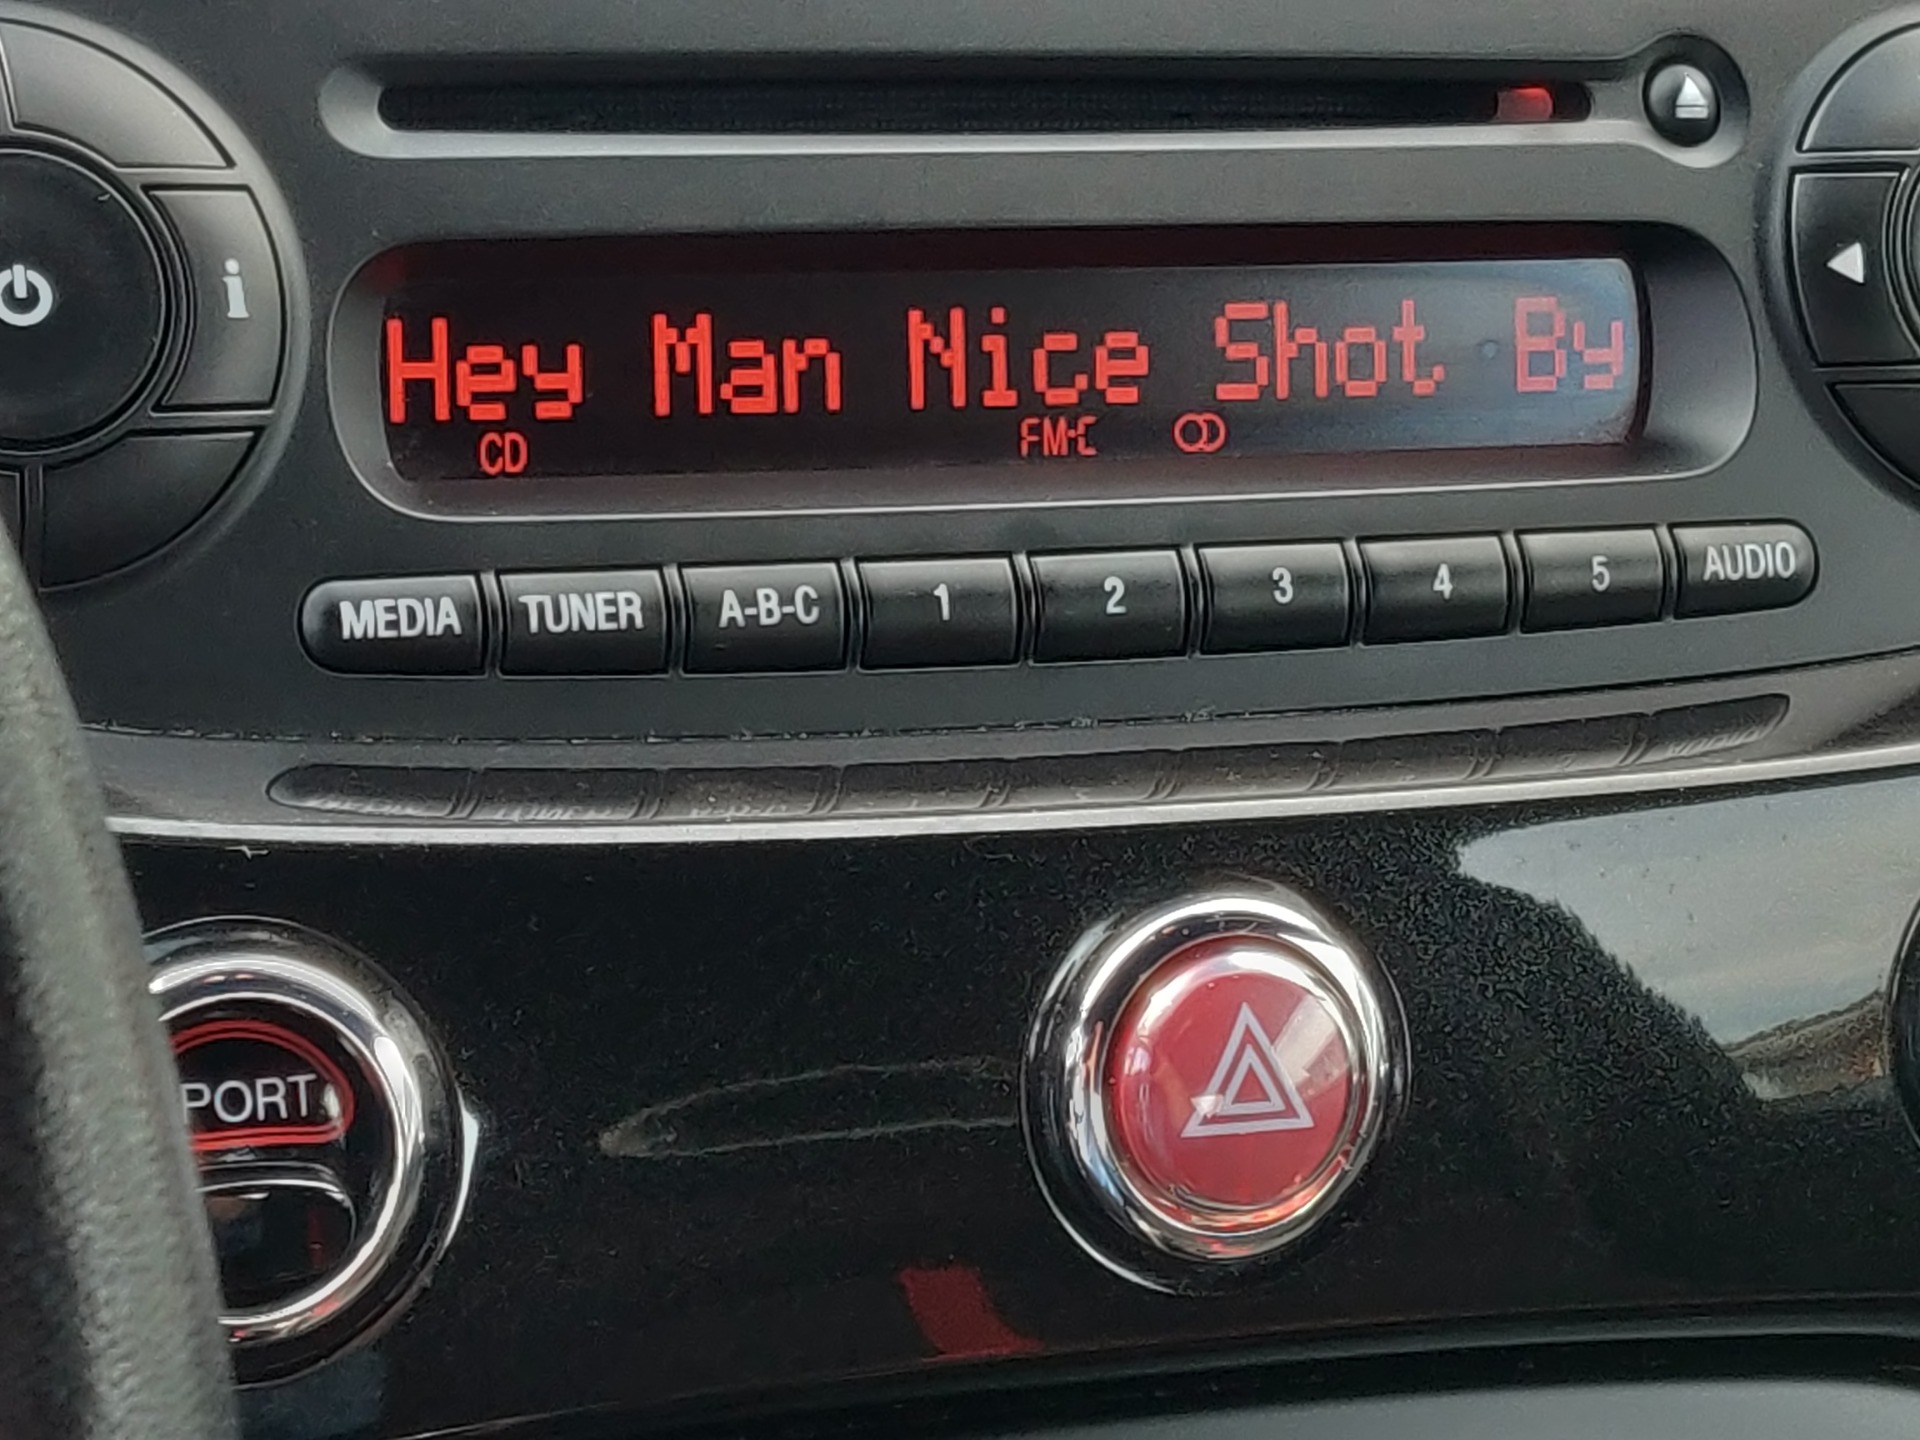 i
Hey Man Nice Shot By
CD FM-C
MEDIA TUNER A-B-C 1 2 3 4 5 AUDIO
PORT